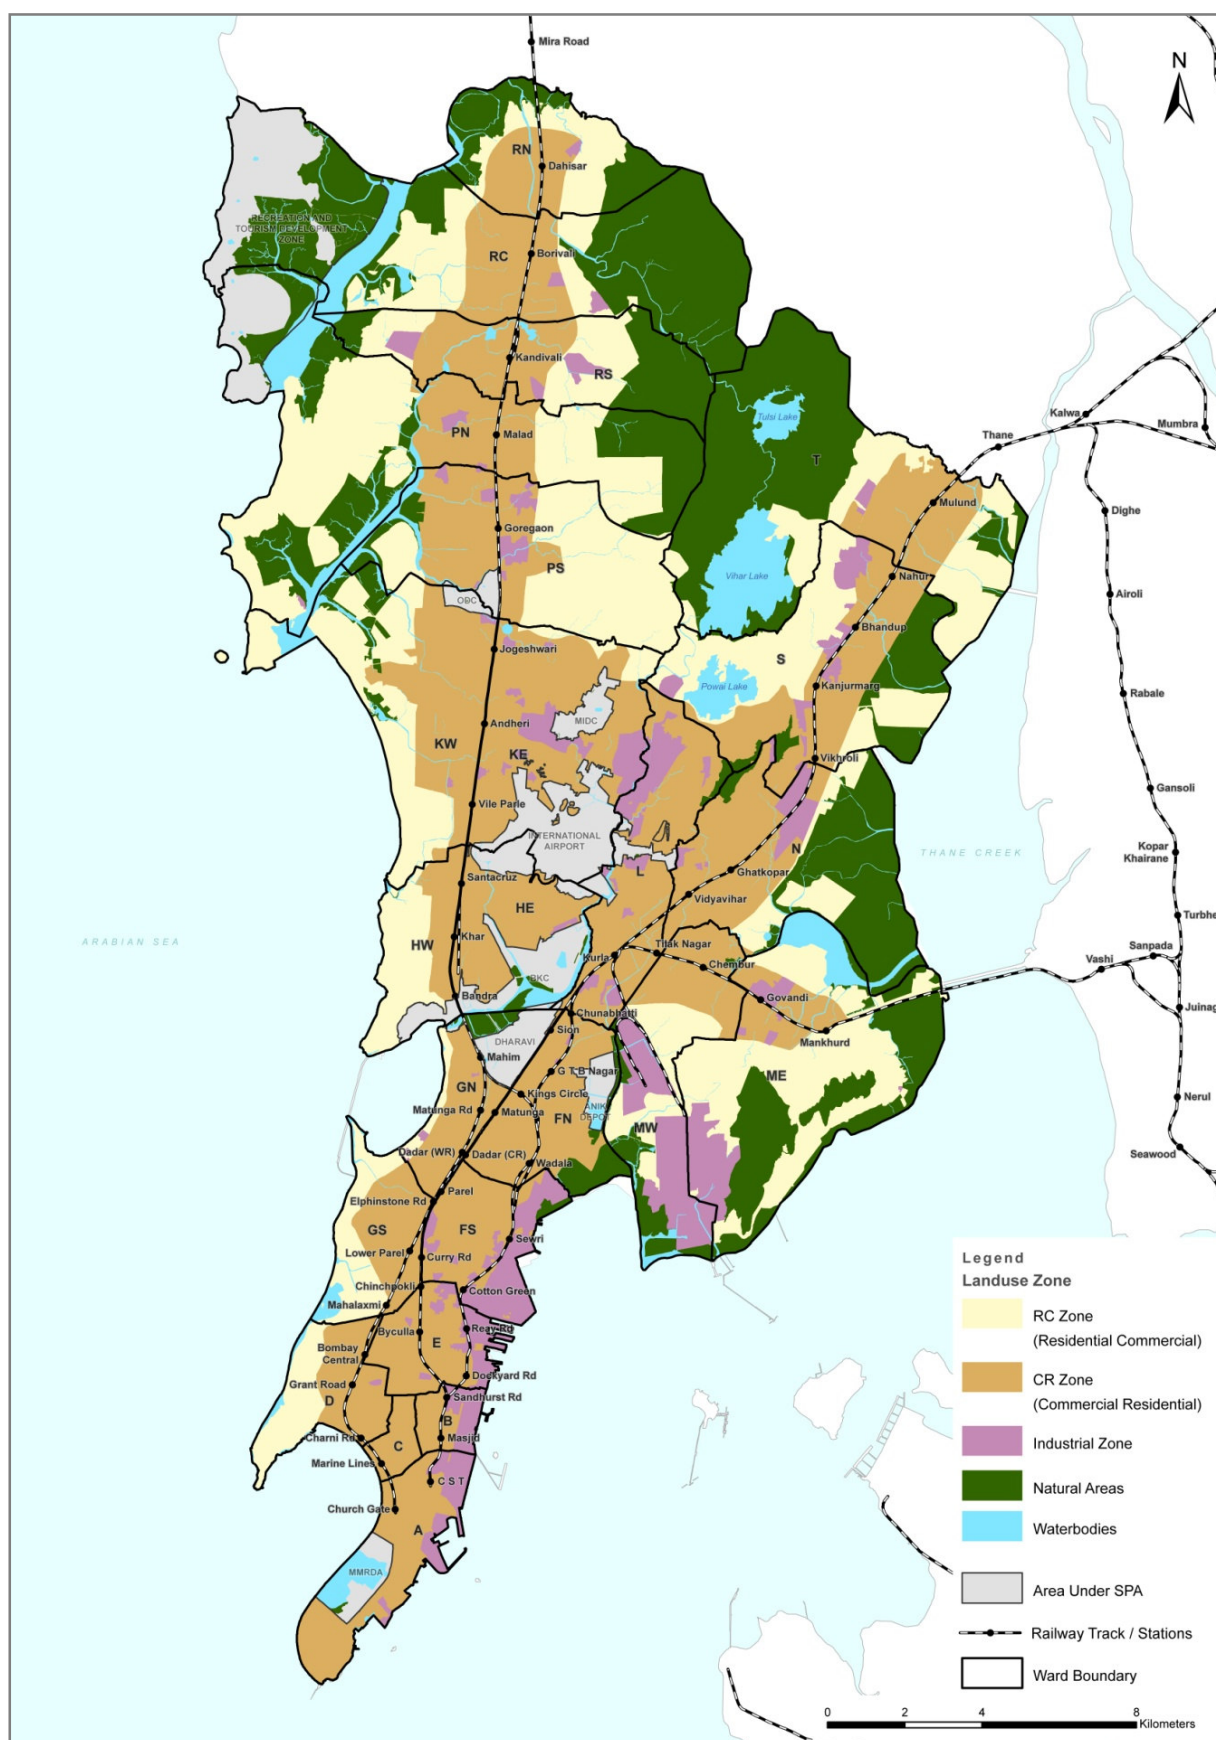 Mira Road
N
RN
Dahisar
RECREATION AND
TOURISM DEVELOPMENT
ZONE
RC
Borivali
Kandivali
RS
Tulsi Lake
Kalwa
Mumbra
PN
Malad
Thane
T
Mulund
Dighe
Goregaon
PS
Vihar Lake
Nahur
Airoli
ODC
Bhandup
Jogeshwari
S
Powai Lake
Kanjurmarg
Rabale
MIDC
Andheri
KW
KE
Vikhroli
Gansoli
Vile Parle
INTERNATIONAL
AIRPORT
N
THANE CREEK
Kopar
Khairane
L
Ghatkopar
Santacruz
Vidyavihar
HE
Turbhe
ARABIAN SEA
HW
Khar
Tilak Nagar
Kurla
Chembur
Sanpada
Vashi
BKC
Bandra
Govandi
Juinag
Chunabhatti
Sion
Mankhurd
DHARAVI
Mahim
G T B Nagar
ME
GN
Kings Circle
Nerul
ANIK
DEPOT
Matunga Rd
Matunga
FN
MW
Dadar (WR)
Dadar (CR)
Wadala
Seawood
Parel
Elphinstone Rd
GS
FS
Sewri
Lower Parel
Curry Rd
Chinchpokli
Cotton Green
Mahalaxmi
Byculla
E
Reay Rd
Bombay
Central
Dockyard Rd
Grant Road
Sandhurst Rd
D
B
Charni Rd
C
Masjid
Marine Lines
C S T
Church Gate
A
MMRDA
Legend
Landuse Zone
RC Zone
(Residential Commercial)
CR Zone
(Commercial Residential)
Industrial Zone
Natural Areas
Waterbodies
Area Under SPA
Railway Track / Stations
Ward Boundary
0 2 4 8
Kilometers